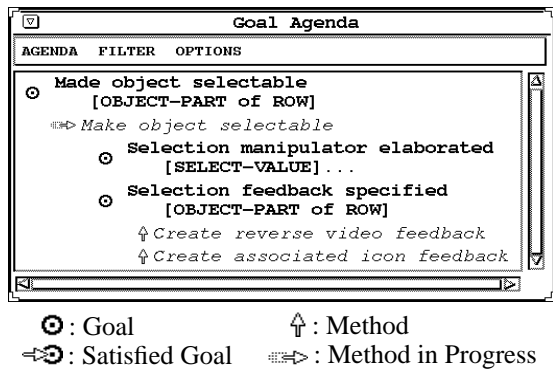 Goal Agenda
AGENDA FILTER OPTIONS
Made object selectable
[OBJECT-PART of ROW]
Make object selectable
Selection manipulator elaborated
[SELECT-VALUE]...
Selection feedback specified
[OBJECT-PART of ROW]
Create reverse video feedback
Create associated icon feedback
: Goal : Method
: Satisfied Goal : Method in Progress